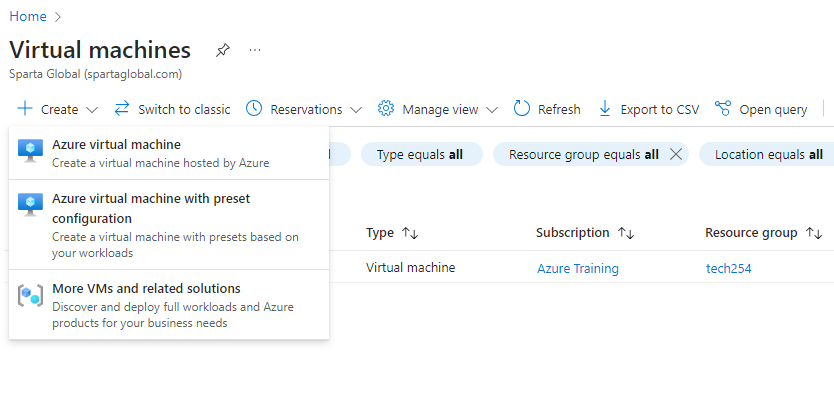 Home
Virtual machines
Sparta Global (spartaglobal.com)
Create
Switch to classic
Reservations
Manage view
Refresh
Export to CSV
Open query
Azure virtual machine
Create a virtual machine hosted by Azure
Azure virtual machine with preset
configuration
Create a virtual machine with presets based on
your workloads
More VMs and related solutions
Discover and deploy full workloads and Azure
products for your business needs
Type equals all
Resource group equals all
Location equals all
Type
Subscription
Resource group
Virtual machine
Azure Training
tech254